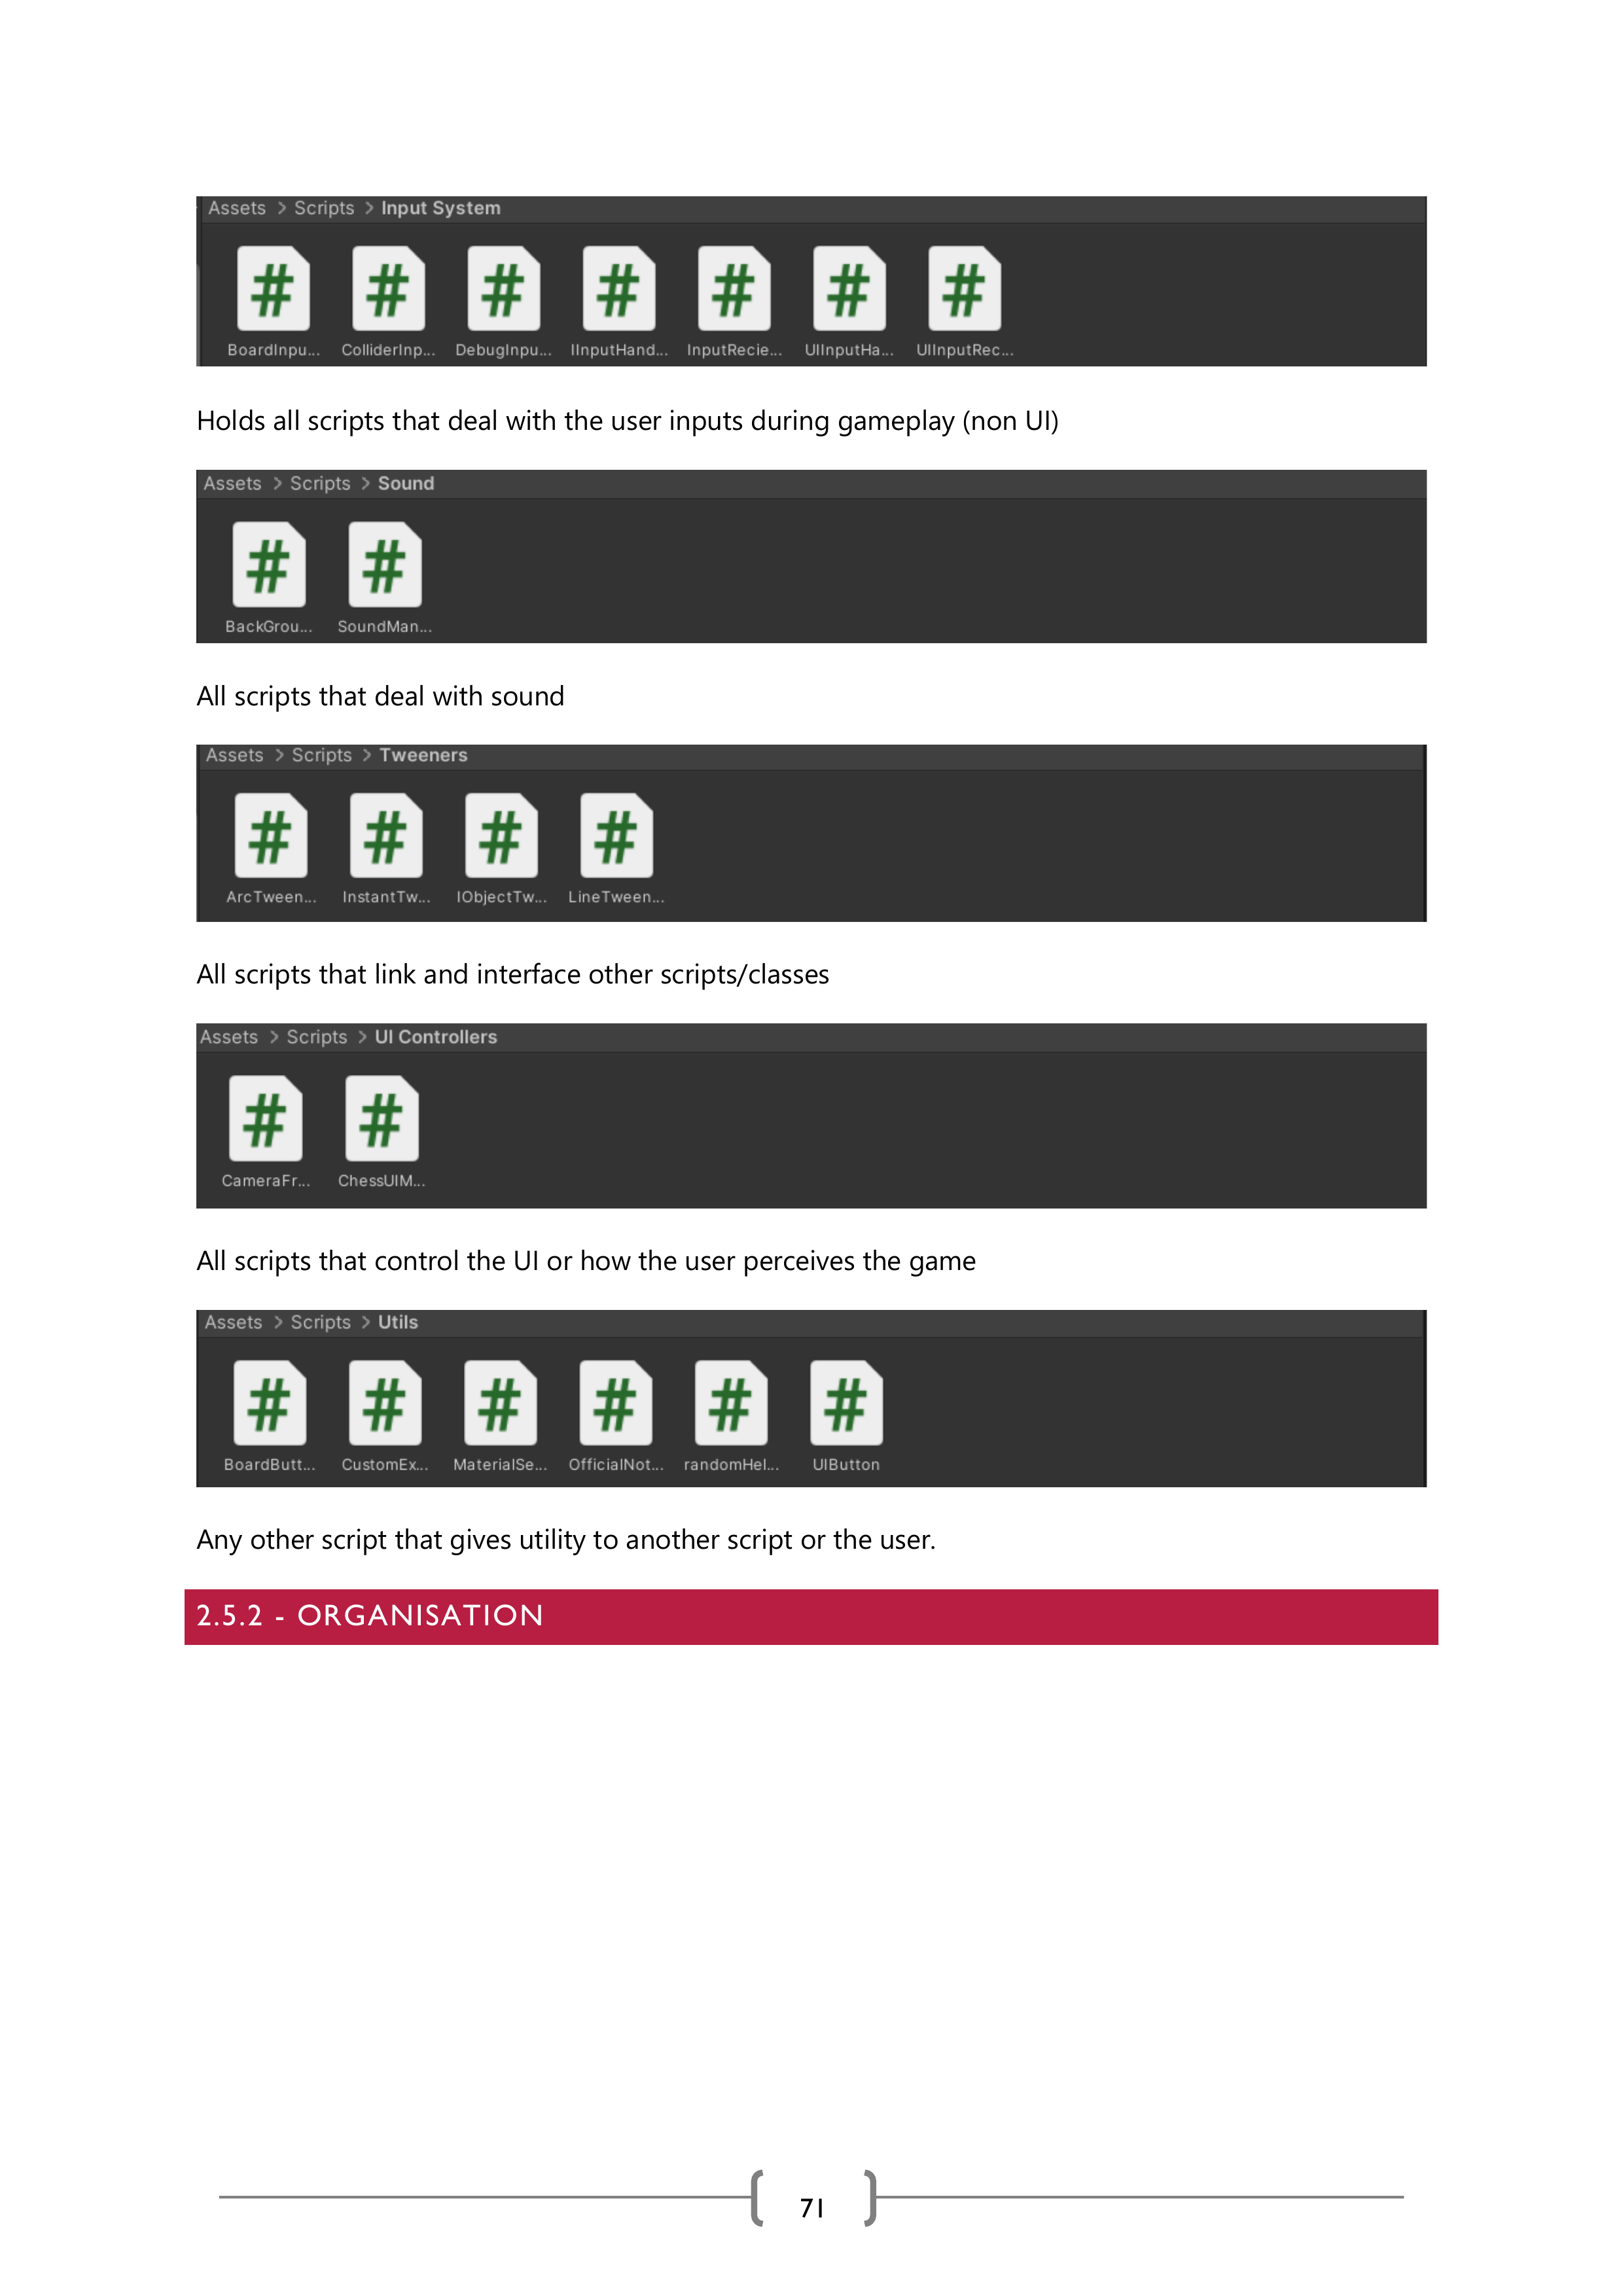 Assets > Scripts > Input System
BoardInpu... ColliderInp... DebugInpu... IInputHand... InputRecie... UIInputHa... UIInputRec...
Holds all scripts that deal with the user inputs during gameplay (non UI)
Assets > Scripts > Sound
BackGrou... SoundMan...
All scripts that deal with sound
Assets > Scripts > Tweeners
ArcTween... InstantTw... IObjectTw... LineTween...
All scripts that link and interface other scripts/classes
Assets > Scripts > UI Controllers
CameraFr... ChessUIM...
All scripts that control the UI or how the user perceives the game
Assets > Scripts > Utils
BoardButt... CustomEx... MaterialSe... OfficialNot... randomHel... UIButton
Any other script that gives utility to another script or the user.
2.5.2 - ORGANISATION
71